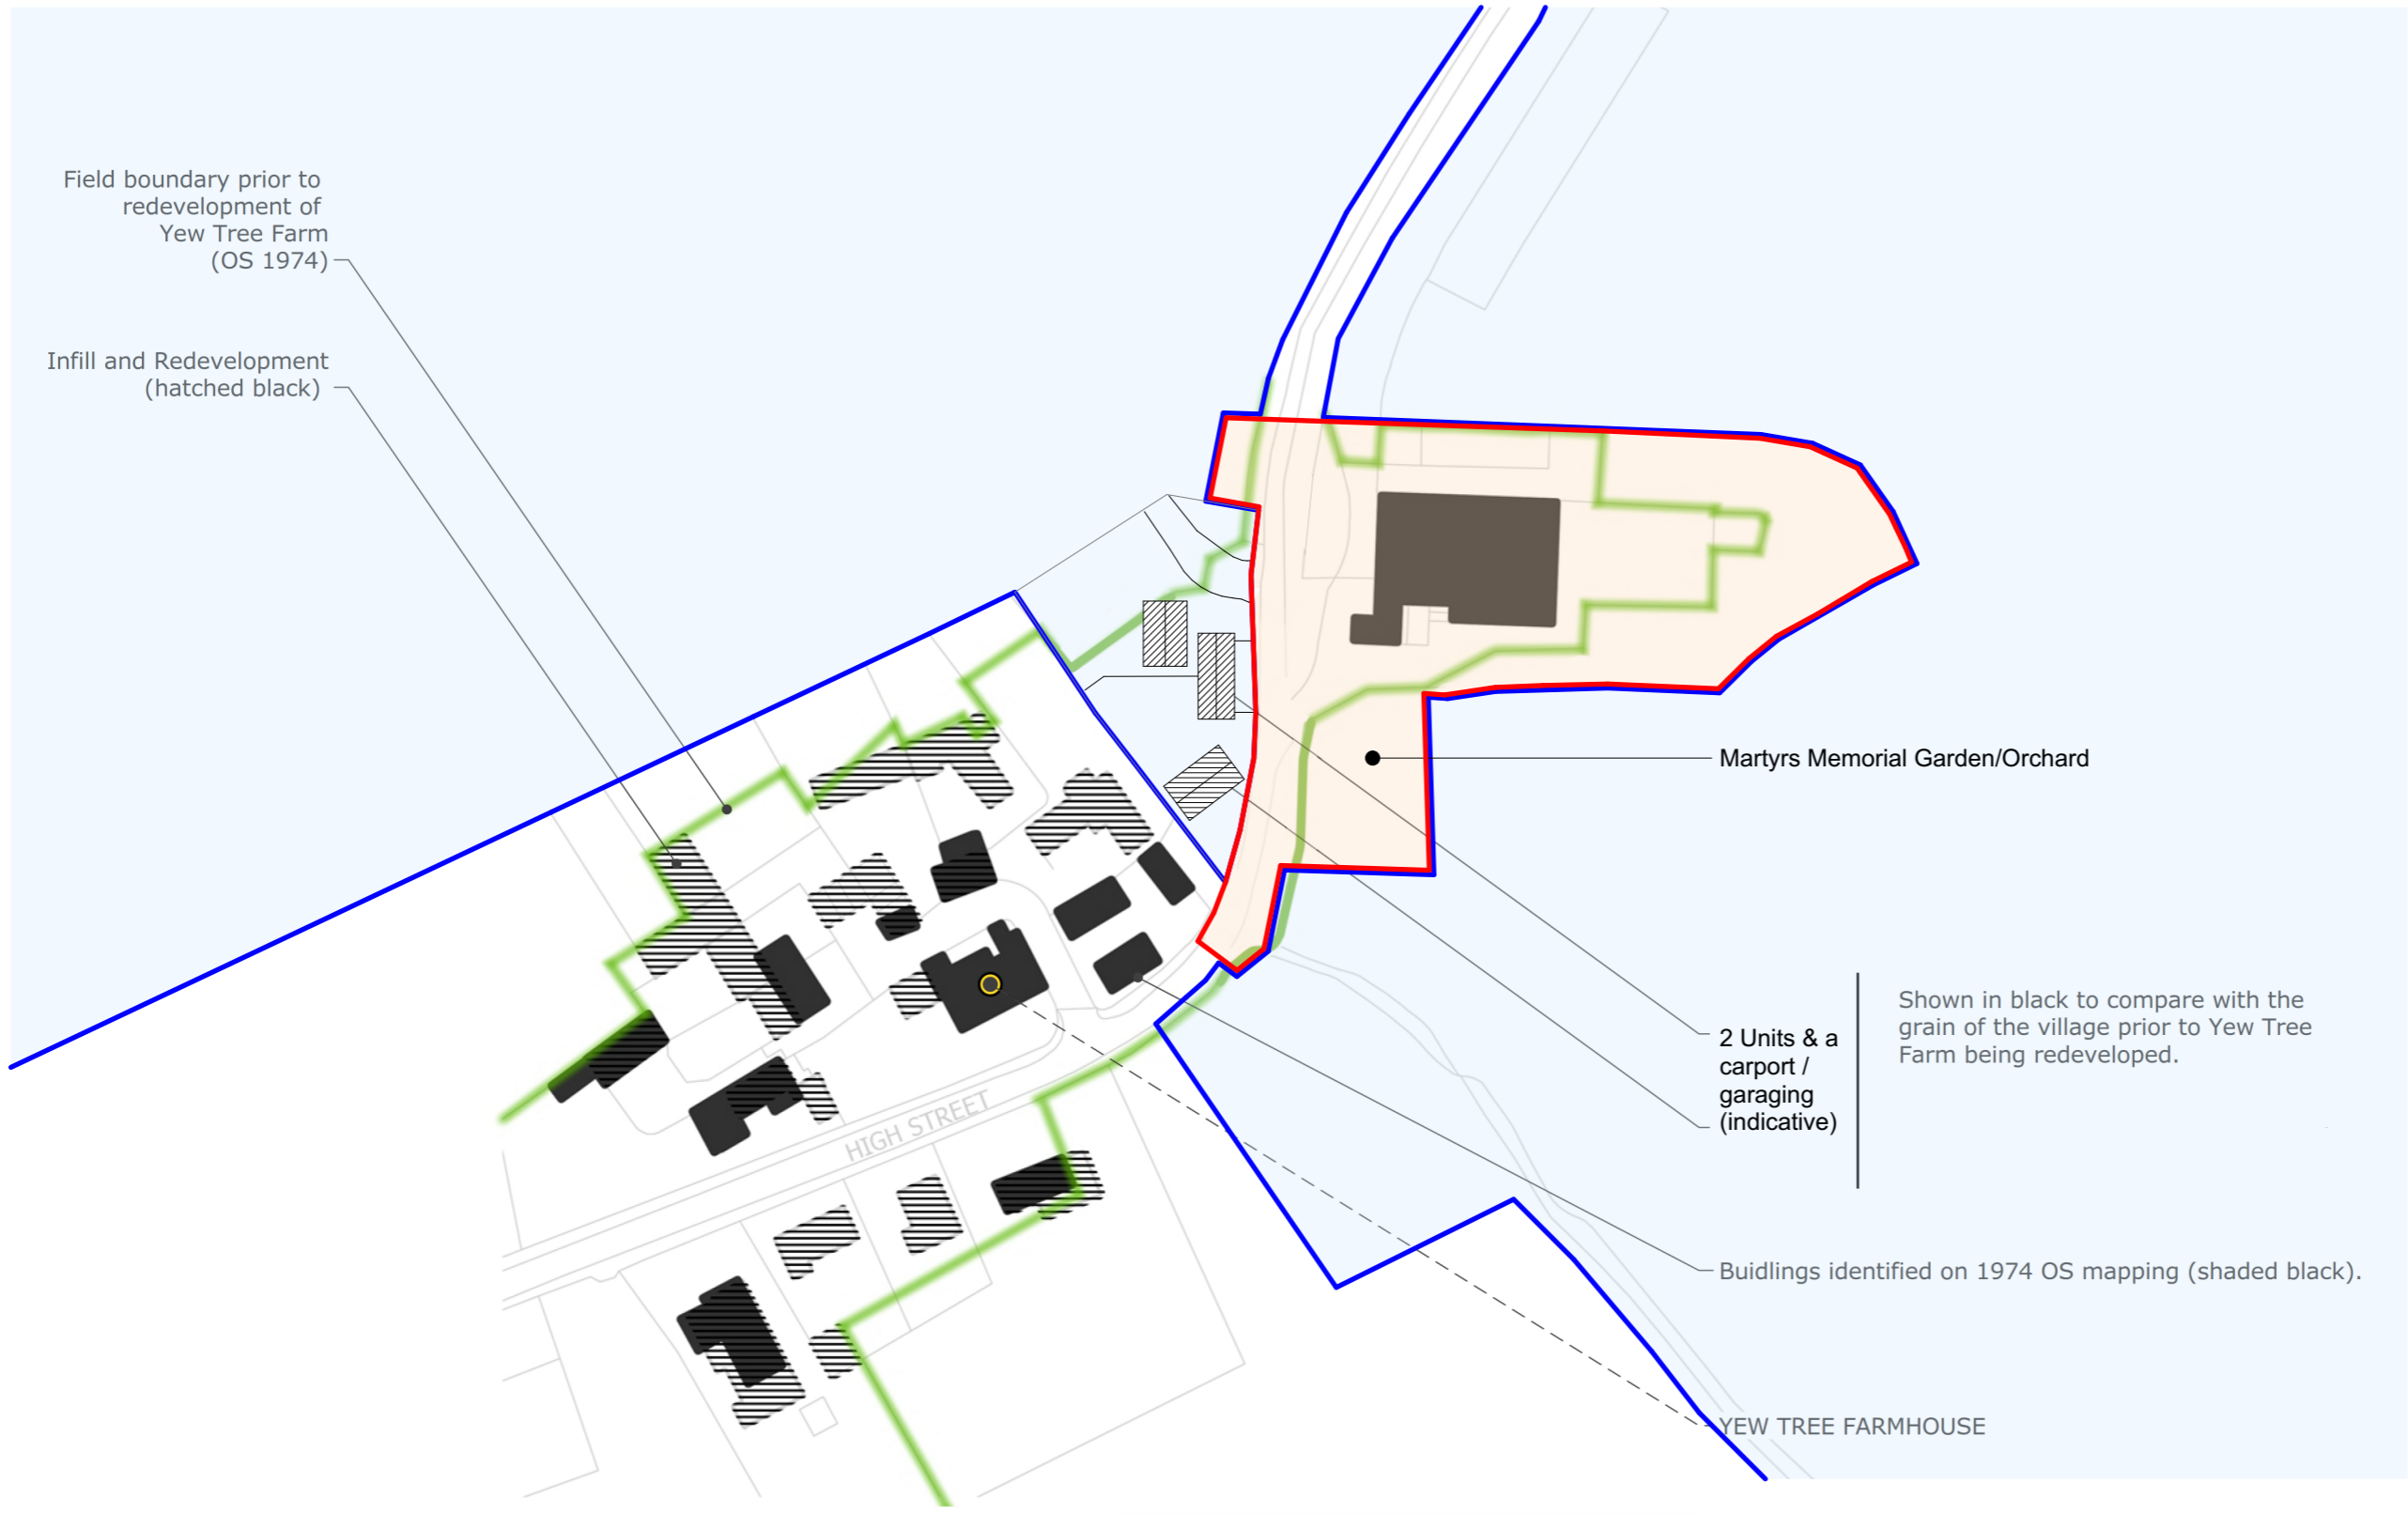 Field boundary prior to
redevelopment of
Yew Tree Farm
(OS 1974)
Infill and Redevelopment
(hatched black)
Martyrs Memorial Garden/Orchard
2 Units & a
carport /
garaging
(indicative)
Shown in black to compare with the
grain of the village prior to Yew Tree
Farm being redeveloped.
HIGH STREET
Buidlings identified on 1974 OS mapping (shaded black).
YEW TREE FARMHOUSE